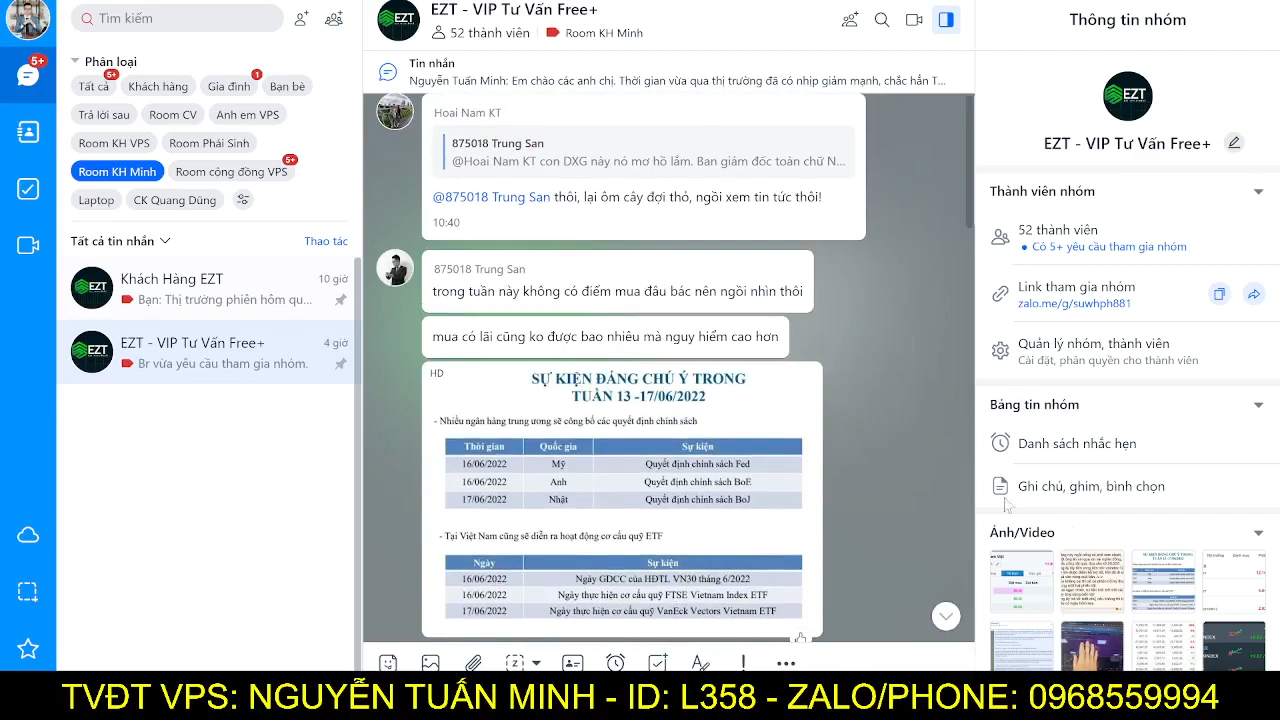 Tìm kiếm
5+
Phân loại
Tất cả
5+
Khách hàng
Gia đình
1
Bạn bè
Trả lời sau
Room CV
Anh em VPS
Room KH VPS
Room Phái Sinh
Room KH Minh
Room cộng đồng VPS
5+
Laptop
CK Quang Dũng
Tất cả tin nhắn
Thao tác
Khách Hàng EZT
10 giờ
Bạn: Thị trường phiên hôm qu...
EZT - VIP Tư Vấn Free+
4 giờ
Br vừa yêu cầu tham gia nhóm.
EZT
EZT - VIP Tư Vấn Free+
52 thành viên
Room KH Minh
Tin nhắn
Nguyễn Tuấn Minh: Em chào các anh chị. Thời gian vừa qua thị trường đã có nhịp giảm mạnh, chắc hẳn T...
Hoai Nam KT
875018 Trung San
@Hoai Nam KT con DXG này nó mơ hồ lắm. Ban giám đốc toàn chữ N...
@875018 Trung San thôi, lại ôm cây đợi thỏ, ngồi xem tin tức thôi!
10:40
875018 Trung San
trong tuần này không có điểm mua đâu bác nên ngồi nhìn thôi
mua có lãi cũng ko được bao nhiêu mà nguy hiểm cao hơn
HD
SỰ KIỆN ĐÁNG CHÚ Ý TRONG
TUẦN 13 -17/06/2022
- Nhiều ngân hàng trung ương sẽ công bố các quyết định chính sách
Thời gian Quốc gia Sự kiện
16/06/2022 Mỹ Quyết định chính sách Fed
16/06/2022 Anh Quyết định chính sách BoE
17/06/2022 Nhật Quyết định chính sách BoJ
- Tại Việt Nam cũng sẽ diễn ra hoạt động cơ cấu quỹ ETF
Ngày Sự kiện
Ngày GDCC của HĐTL VN30 tháng 6/2022
Ngày thực hiện cơ cấu quỹ FTSE Vietnam Index ETF
Ngày thực hiện cơ cấu quỹ VanEck Vectors Vietnam ETF
Thông tin nhóm
EZT
EZT - VIP Tư Vấn Free+
Thành viên nhóm
52 thành viên
Có 5+ yêu cầu tham gia nhóm
Link tham gia nhóm
zalo.me/g/suwhph881
Quản lý nhóm, thành viên
Cài đặt, phân quyền cho thành viên
Bảng tin nhóm
Danh sách nhắc hẹn
Ghi chú, ghim, bình chọn
Ảnh/Video
TVĐT VPS: NGUYỄN TUẤN MINH - ID: L358 - ZALO/PHONE: 0968559994